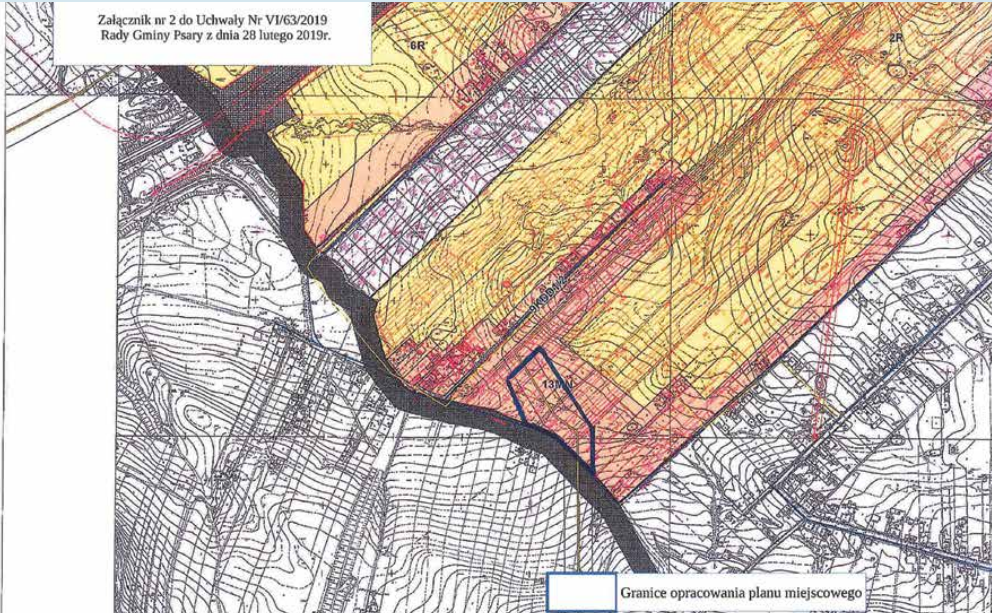 Załącznik nr 2 do Uchwały Nr VI/63/2019
Rady Gminy Psary z dnia 28 lutego 2019r.
6R
2R
13MN
Granice opracowania planu miejscowego